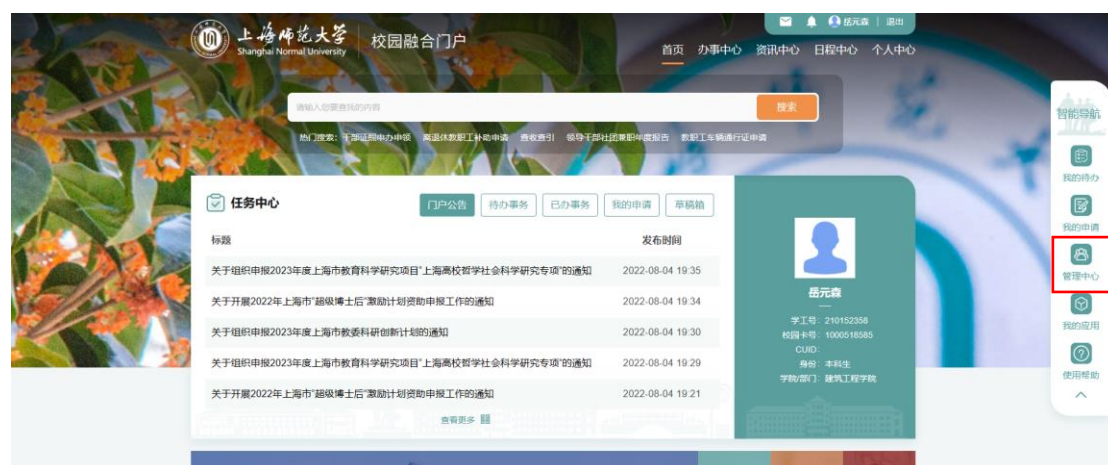 上海师范大学
Shanghai Normal University
校园融合门户
岳元森 | 退出
首页 办事中心 资讯中心 日程中心 个人中心
请输入您要查找的内容
搜索
热门搜索：干部证照申办申领 离退休教职工补助申请 查收查引 领导干部社团兼职年度报告 教职工车辆通行证申请
任务中心
门户公告 待办事务 已办事务 我的申请 草稿箱
标题 发布时间
关于组织申报2023年度上海市教育科学研究项目“上海高校哲学社会科学研究专项”的通知 2022-08-04 19:35
关于开展2022年上海市“超级博士后”激励计划资助申报工作的通知 2022-08-04 19:34
关于组织申报2023年度上海市教委科研创新计划的通知 2022-08-04 19:30
关于组织申报2023年度上海市教育科学研究项目“上海高校哲学社会科学研究专项”的通知 2022-08-04 19:29
关于开展2022年上海市“超级博士后”激励计划资助申报工作的通知 2022-08-04 19:21
查看更多
岳元森
学工号：210152358
校园卡号：1000518585
CUID：
身份：本科生
学院/部门：建筑工程学院
智能导航
我的待办
我的申请
管理中心
我的应用
使用帮助